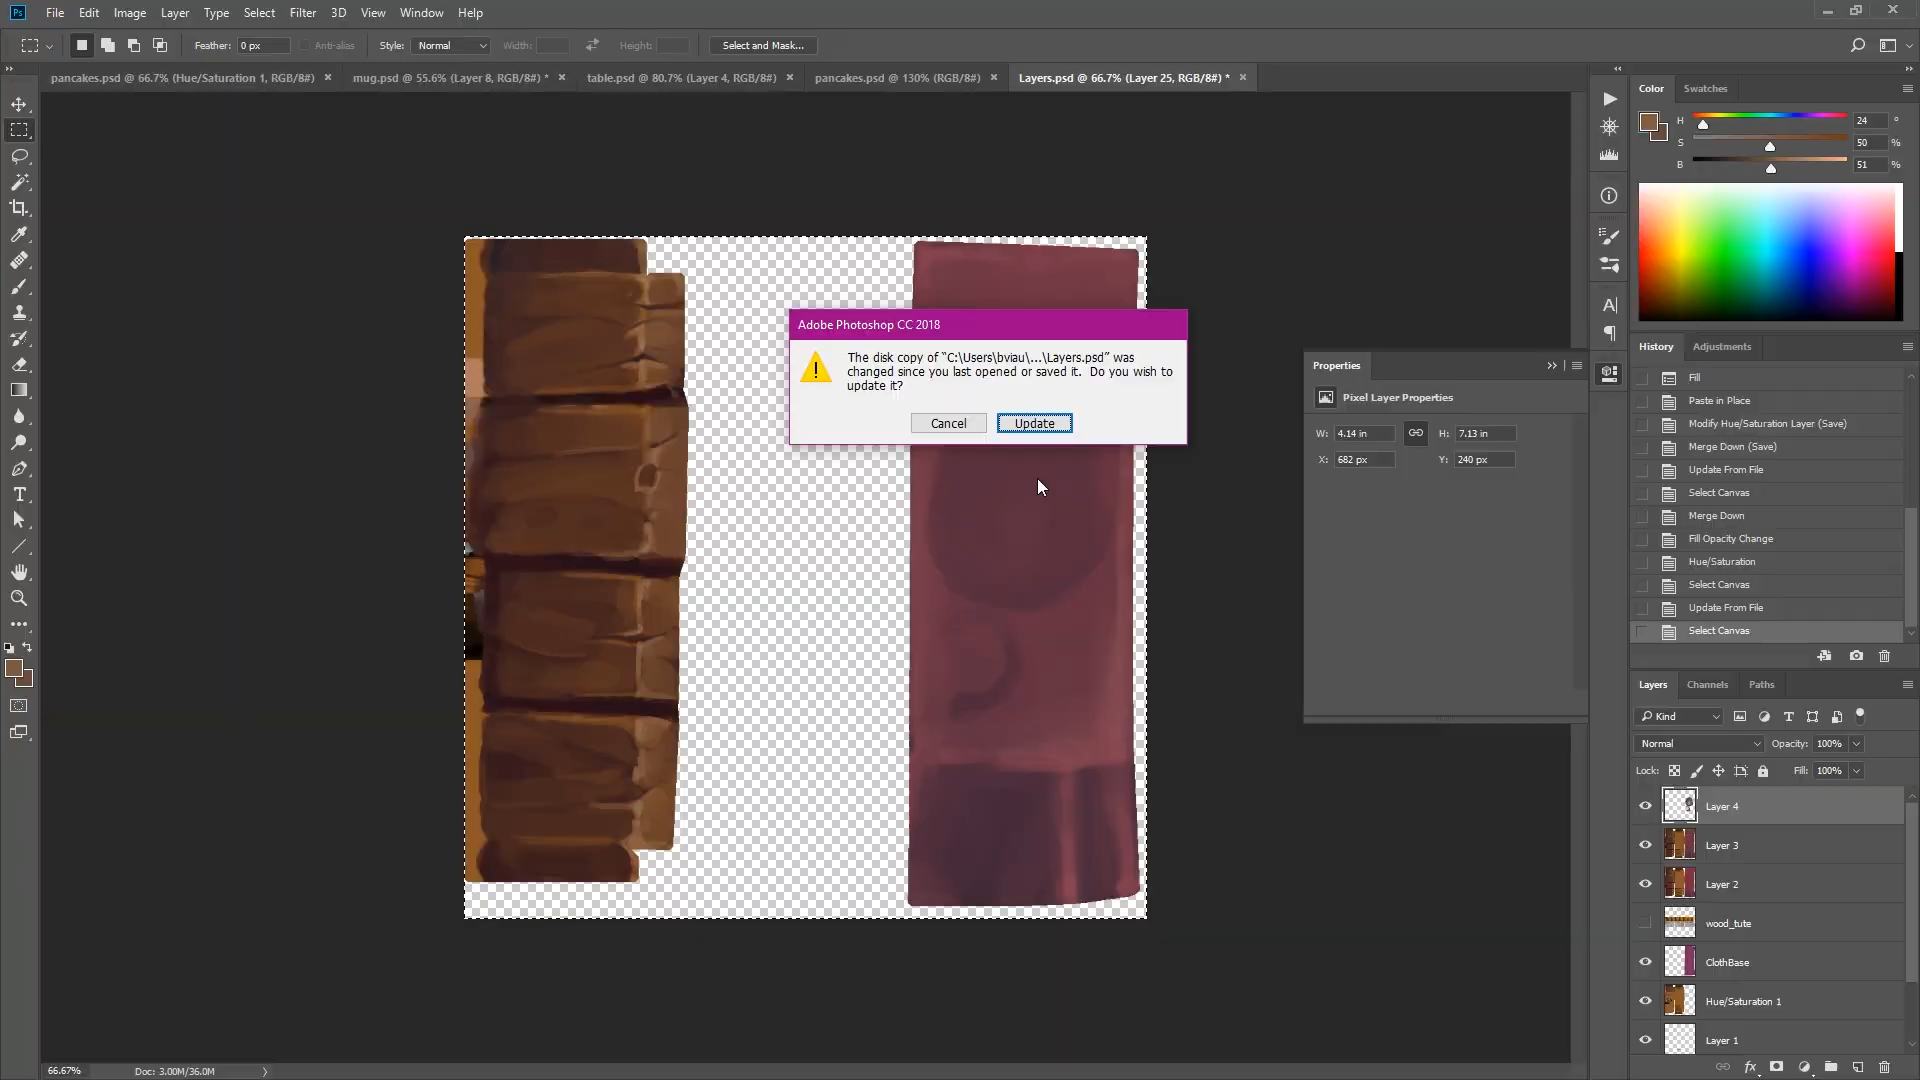 Ps File Edit Image Layer Type Select Filter 3D View Window Help
Feather: 0 px Anti-alias Style: Normal Width: Height: Select and Mask...
pancakes.psd @ 66.7% (Hue/Saturation 1, RGB/8#) × mug.psd @ 55.6% (Layer 8, RGB/8#) * × table.psd @ 80.7% (Layer 4, RGB/8#) × pancakes.psd @ 130% (RGB/8#) × Layers.psd @ 66.7% (Layer 25, RGB/8#) * ×
Color Swatches
H 24 °
S 50 %
B 51 %
Adobe Photoshop CC 2018
The disk copy of “C:\Users\bviau\...\Layers.psd” was
changed since you last opened or saved it. Do you wish to
update it?
Cancel Update
Properties
Pixel Layer Properties
W: 4.14 in H: 7.13 in
X: 682 px Y: 240 px
History Adjustments
Fill
Paste in Place
Modify Hue/Saturation Layer (Save)
Merge Down (Save)
Update From File
Select Canvas
Merge Down
Fill Opacity Change
Hue/Saturation
Select Canvas
Update From File
Select Canvas
Layers Channels Paths
Kind
Normal Opacity: 100%
Lock: Fill: 100%
Layer 4
Layer 3
Layer 2
wood_tute
ClothBase
Hue/Saturation 1
Layer 1
fx
66.67% Doc: 3.00M/36.0M